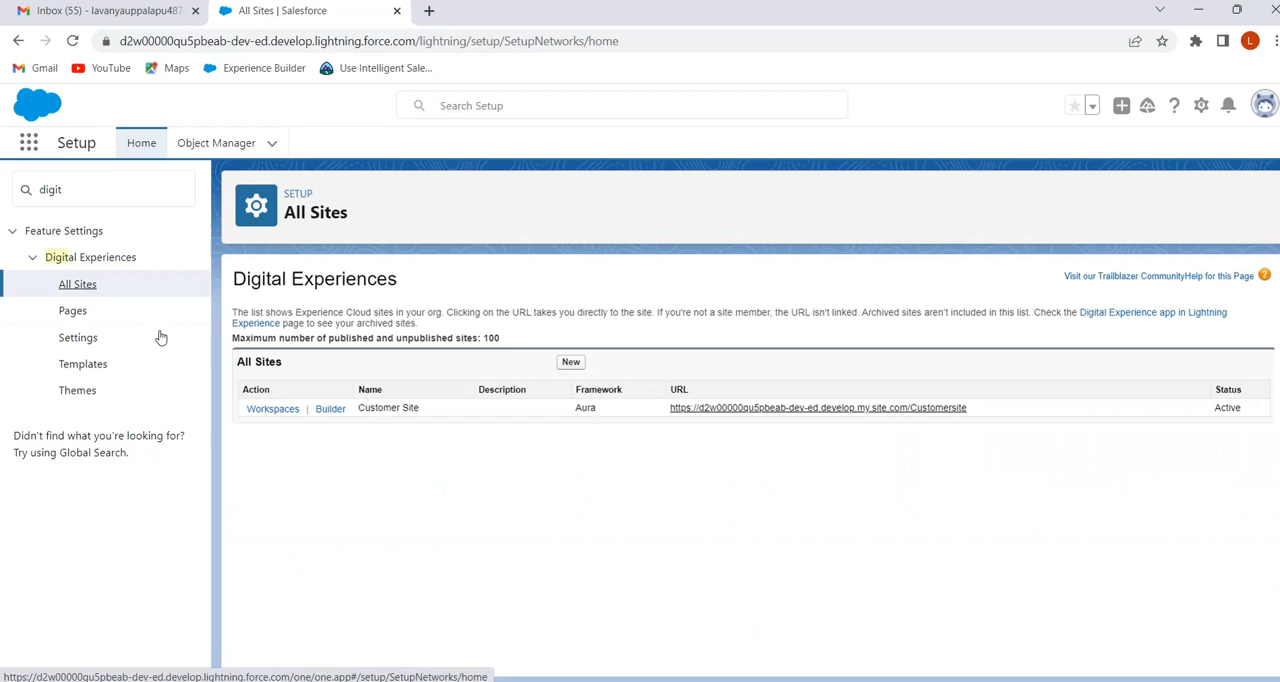 Inbox (55) - lavanyauppalapu487
All Sites | Salesforce
d2w00000qu5pbeab-dev-ed.develop.lightning.force.com/lightning/setup/SetupNetworks/home
L
Gmail
YouTube
Maps
Experience Builder
Use Intelligent Sale...
Search Setup
Setup
Home
Object Manager
digit
Feature Settings
Digital Experiences
All Sites
Pages
Settings
Templates
Themes
Didn't find what you're looking for?
Try using Global Search.
SETUP
All Sites
Digital Experiences
Visit our Trailblazer Community Help for this Page
The list shows Experience Cloud sites in your org. Clicking on the URL takes you directly to the site. If you're not a site member, the URL isn't linked. Archived sites aren't included in this list. Check the Digital Experience app in Lightning
Experience page to see your archived sites.
Maximum number of published and unpublished sites: 100
All Sites
New
Action Name Description Framework URL Status
Workspaces | Builder Customer Site Aura https://d2w00000qu5pbeab-dev-ed.develop.my.site.com/Customersite Active
https://d2w00000qu5pbeab-dev-ed.develop.lightning.force.com/one/one.app#/setup/SetupNetworks/home